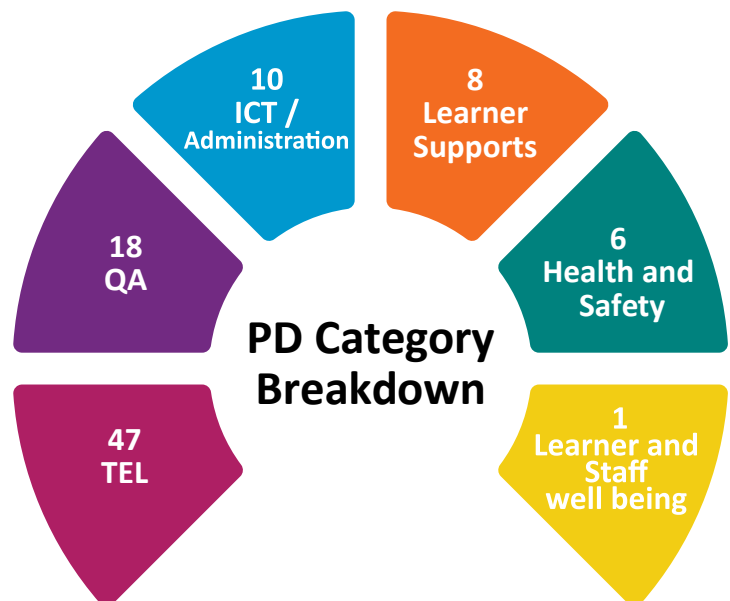 10
ICT /
Administration
8
Learner
Supports
18
QA
6
Health and
Safety
PD Category
Breakdown
47
TEL
1
Learner and
Staff
well being